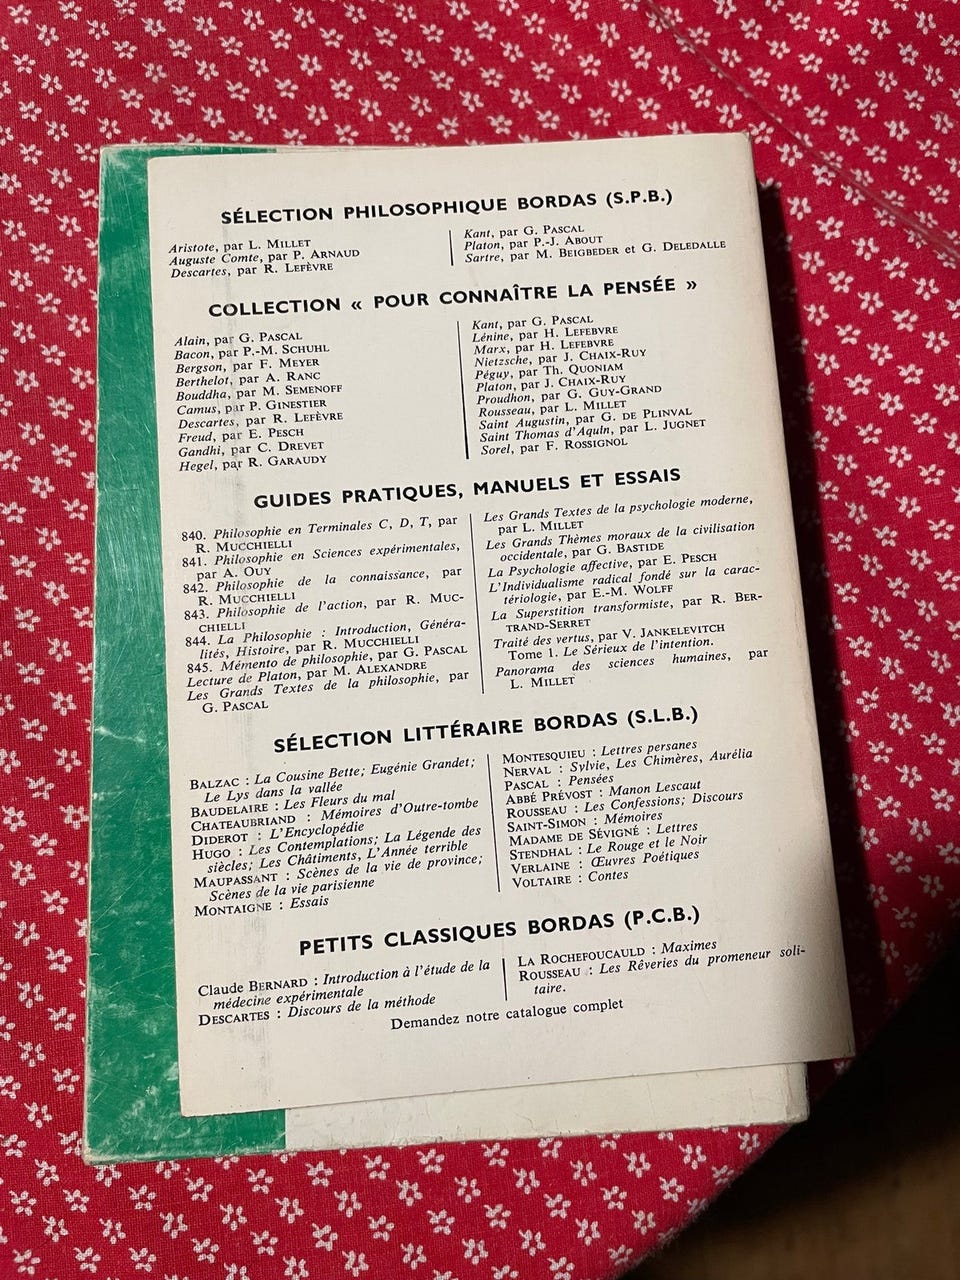 SÉLECTION PHILOSOPHIQUE BORDAS (S.P.B.)
Aristote, par L. MILLET
Auguste Comte, par P. ARNAUD
Descartes, par R. LEFÈVRE
Kant, par G. PASCAL
Platon, par P.-J. ABOUT
Sartre, par M. BEIGBEDER et G. DELEDALLE
COLLECTION « POUR CONNAÎTRE LA PENSÉE »
Alain, par G. PASCAL
Bacon, par P.-M. SCHUHL
Bergson, par F. MEYER
Berthelot, par A. RANC
Bouddha, par M. SEMENOFF
Camus, par P. GINESTIER
Descartes, par R. LEFÈVRE
Freud, par E. PESCH
Gandhi, par C. DREVET
Hegel, par R. GARAUDY
Kant, par G. PASCAL
Lénine, par H. LEFEBVRE
Marx, par H. LEFEBVRE
Nietzsche, par J. CHAIX-RUY
Péguy, par Th. QUONIAM
Platon, par J. CHAIX-RUY
Proudhon, par G. GUY-GRAND
Rousseau, par L. MILLET
Saint Augustin, par G. DE PLINVAL
Saint Thomas d'Aquin, par L. JUGNET
Sorel, par F. ROSSIGNOL
GUIDES PRATIQUES, MANUELS ET ESSAIS
840. Philosophie en Terminales C, D, T, par
R. MUCCHIELLI
841. Philosophie en Sciences expérimentales,
par A. OUY
842. Philosophie de la connaissance, par
R. MUCCHIELLI
843. Philosophie de l'action, par R. MUC-
CHIELLI
844. La Philosophie : Introduction, Généra-
lités, Histoire, par R. MUCCHIELLI
845. Mémento de philosophie, par G. PASCAL
Lecture de Platon, par M. ALEXANDRE
Les Grands Textes de la philosophie, par
G. PASCAL
Les Grands Textes de la psychologie moderne,
par L. MILLET
Les Grands Thèmes moraux de la civilisation
occidentale, par G. BASTIDE
La Psychologie affective, par E. PESCH
L'Individualisme radical fondé sur la carac-
tériologie, par E.-M. WOLFF
La Superstition transformiste, par R. BER-
TRAND-SERRET
Traité des vertus, par V. JANKELEVITCH
Tome 1. Le Sérieux de l'intention.
Panorama des sciences humaines, par
L. MILLET
SÉLECTION LITTÉRAIRE BORDAS (S.L.B.)
BALZAC : La Cousine Bette; Eugénie Grandet;
Le Lys dans la vallée
BAUDELAIRE : Les Fleurs du mal
CHATEAUBRIAND : Mémoires d'Outre-tombe
DIDEROT : L'Encyclopédie
HUGO : Les Contemplations; La Légende des
siècles; Les Châtiments, L'Année terrible
MAUPASSANT : Scènes de la vie de province;
Scènes de la vie parisienne
MONTAIGNE : Essais
MONTESQUIEU : Lettres persanes
NERVAL : Sylvie, Les Chimères, Aurélia
PASCAL : Pensées
ABBÉ PRÉVOST : Manon Lescaut
ROUSSEAU : Les Confessions; Discours
SAINT-SIMON : Mémoires
MADAME DE SÉVIGNÉ : Lettres
STENDHAL : Le Rouge et le Noir
VERLAINE : Œuvres Poétiques
VOLTAIRE : Contes
PETITS CLASSIQUES BORDAS (P.C.B.)
Claude BERNARD : Introduction à l'étude de la
médecine expérimentale
DESCARTES : Discours de la méthode
LA ROCHEFOUCAULD : Maximes
ROUSSEAU : Les Rêveries du promeneur soli-
taire.
Demandez notre catalogue complet